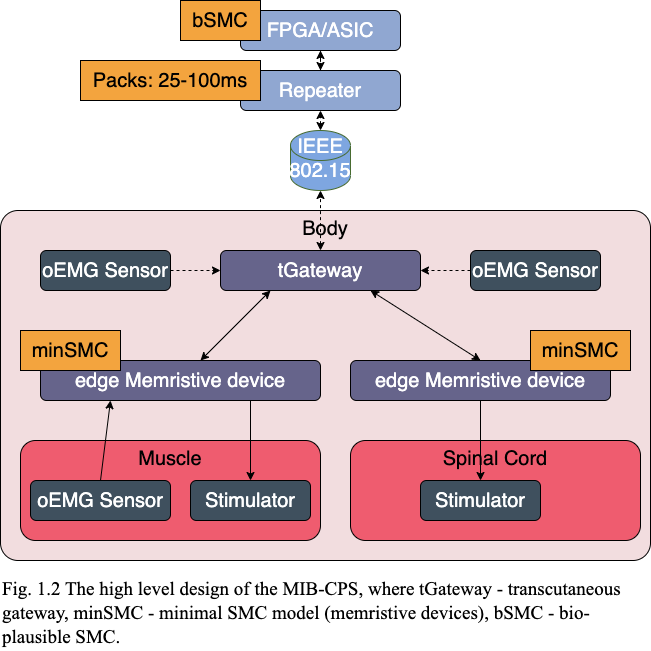 bSMC
FPGA/ASIC
Packs: 25-100ms
Repeater
IEEE
802.15
Body
oEMG Sensor
tGateway
oEMG Sensor
minSMC
minSMC
edge Memristive device
edge Memristive device
Muscle
Spinal Cord
oEMG Sensor
Stimulator
Stimulator
Fig. 1.2 The high level design of the MIB-CPS, where tGateway - transcutaneous
gateway, minSMC - minimal SMC model (memristive devices), bSMC - bio-
plausible SMC.